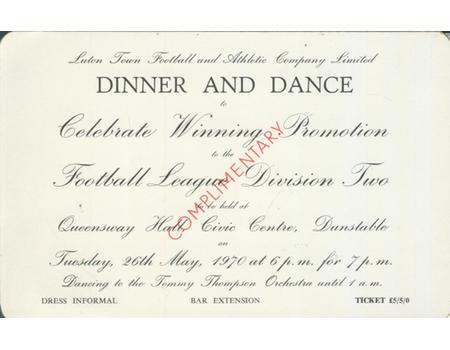 Luton Town Football and Athletic Company Limited
DINNER AND DANCE
to
Celebrate Winning Promotion
to the
Football League Division Two
to be held at
Queensway Hall, Civic Centre, Dunstable
on
Tuesday, 26th May, 1970 at 6 p.m. for 7 p.m.
Dancing to the Tommy Thompson Orchestra until 1 a.m.
DRESS INFORMAL BAR EXTENSION TICKET £5/5/0
COMPLIMENTARY